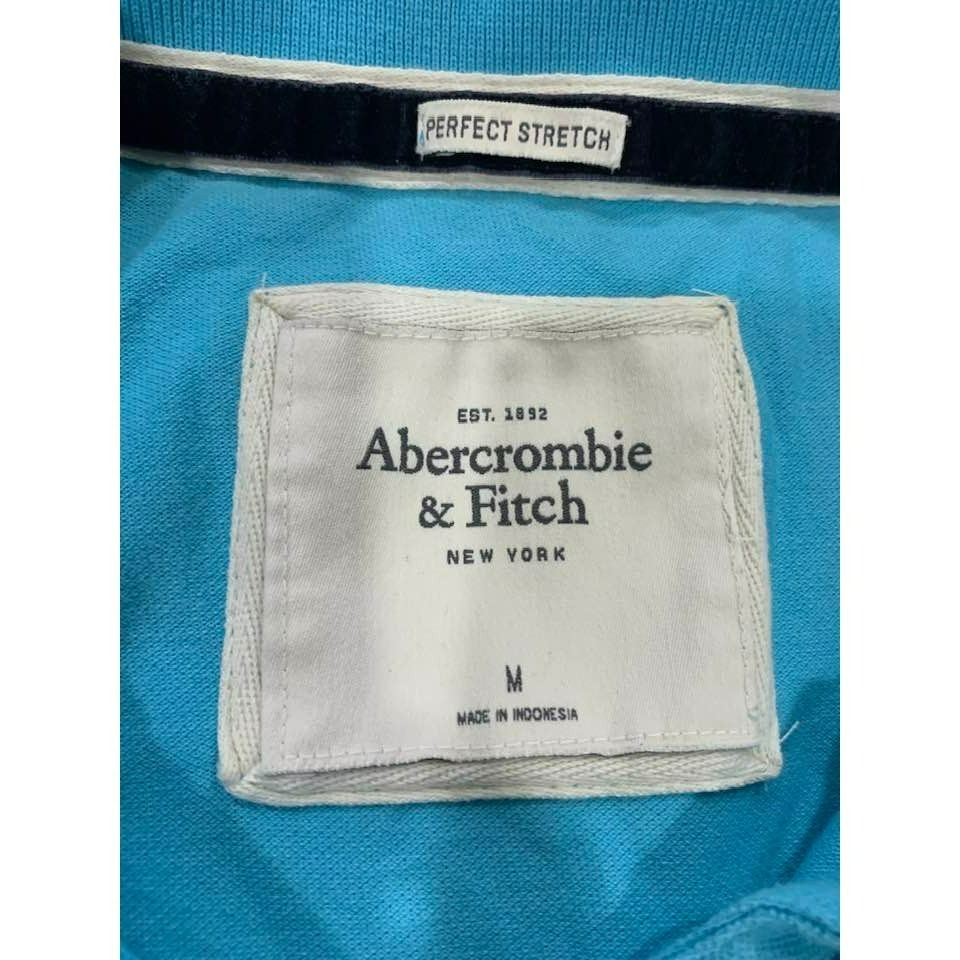 PERFECT STRETCH
EST. 1892
Abercrombie
& Fitch
NEW YORK
M
MADE IN INDONESIA